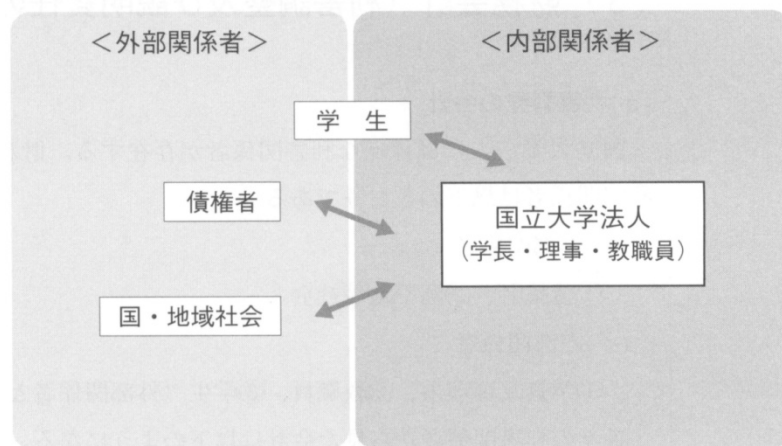 ＜外部関係者＞
＜内部関係者＞
学　生
債権者
国立大学法人
（学長・理事・教職員）
国・地域社会